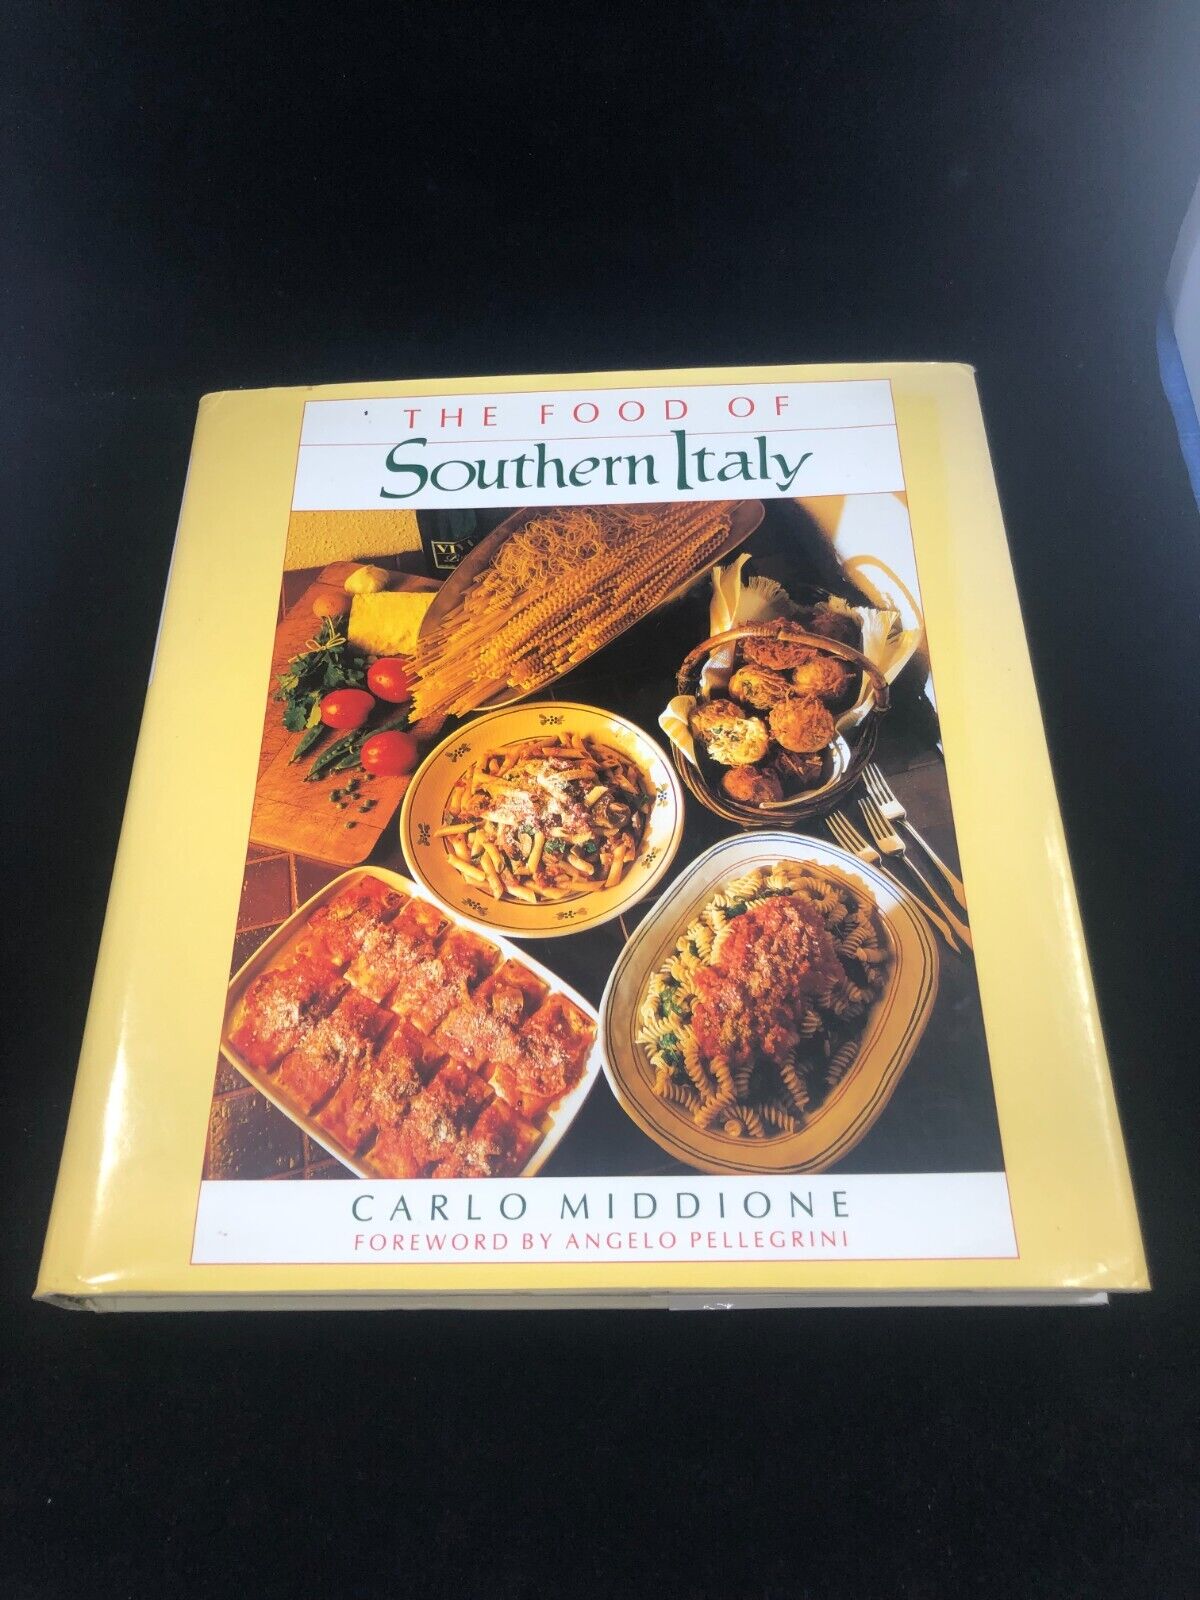 THE FOOD OF
Southern Italy
CARLO MIDDIONE
FOREWORD BY ANGELO PELLEGRINI